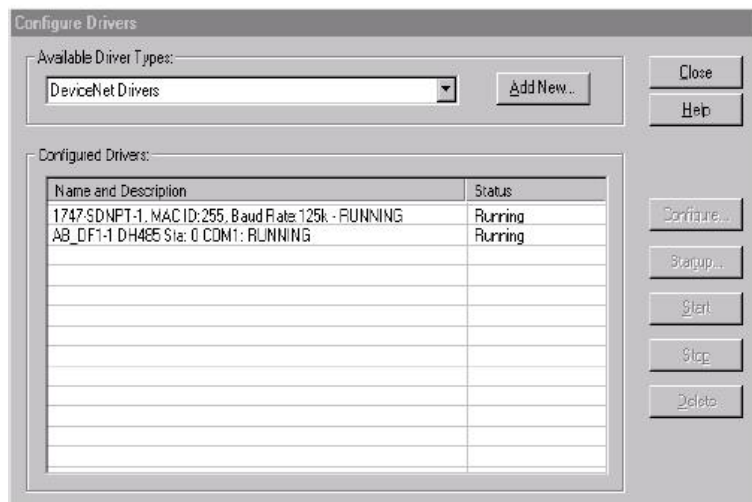 Configure Drivers
Available Driver Types:
DeviceNet Drivers
Add New...
Close
Help
Configured Drivers:
Name and Description Status
1747-SDNPT-1, MAC ID:255, Baud Rate:125k - RUNNING Running
AB_DF1-1 DH485 Sta: 0 COM1: RUNNING Running
Configure...
Startup...
Start
Stop
Delete